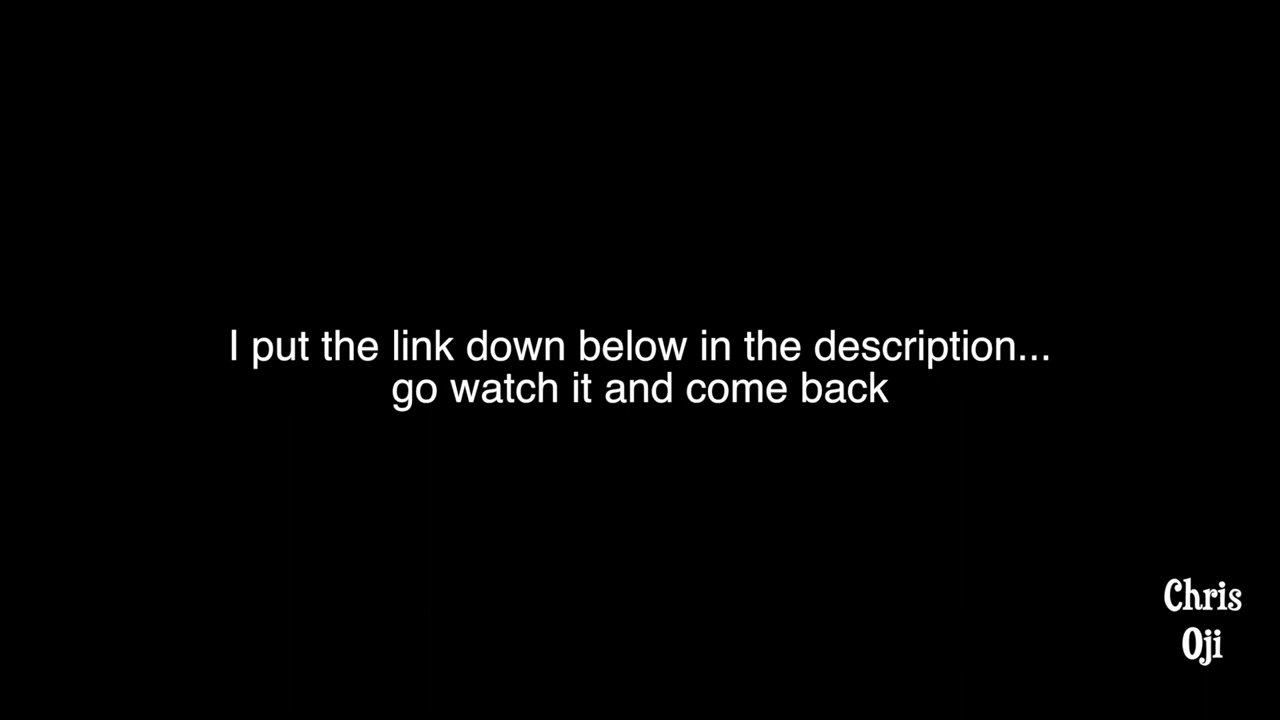 I put the link down below in the description...
go watch it and come back
Chris
Oji